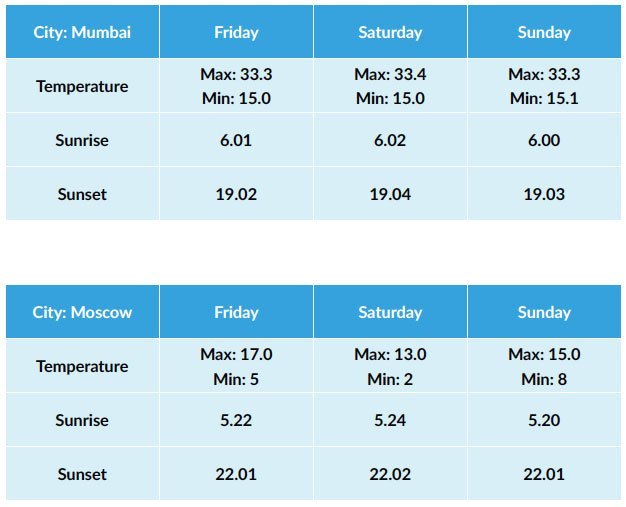 City: Mumbai Friday Saturday Sunday
Temperature Max: 33.3 Min: 15.0 Max: 33.4 Min: 15.0 Max: 33.3 Min: 15.1
Sunrise 6.01 6.02 6.00
Sunset 19.02 19.04 19.03
City: Moscow Friday Saturday Sunday
Temperature Max: 17.0 Min: 5 Max: 13.0 Min: 2 Max: 15.0 Min: 8
Sunrise 5.22 5.24 5.20
Sunset 22.01 22.02 22.01